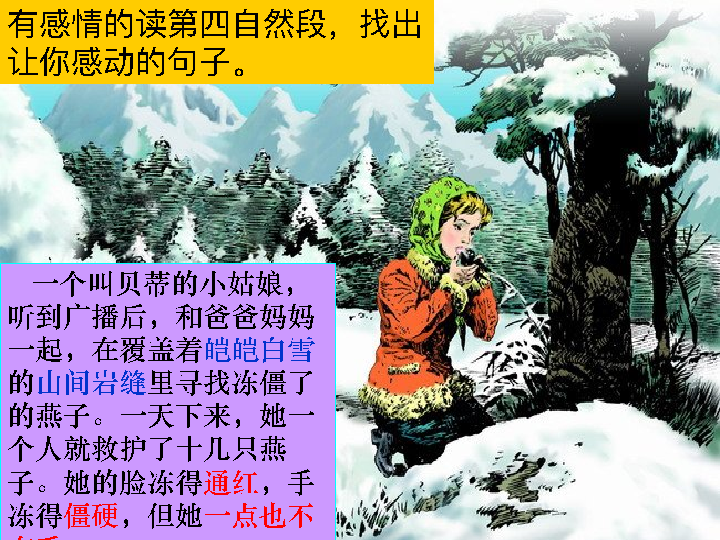 有感情的读第四自然段，找出
让你感动的句子。
一个叫贝蒂的小姑娘，
听到广播后，和爸爸妈妈
一起，在覆盖着皑皑白雪
的山间岩缝里寻找冻僵了
的燕子。一天下来，她一
个人就救护了十几只燕
子。她的脸冻得通红，手
冻得僵硬，但她一点也不